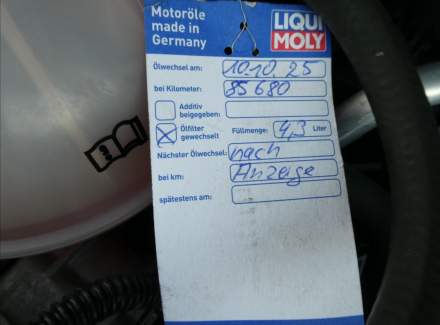 Motoröle
made in
Germany
LIQUI
MOLY
Ölwechsel am: 10.10.25
bei Kilometer: 85 680
Additiv
beigegeben:
Ölfilter
gewechselt
Füllmenge: 4,3 Liter
Nächster Ölwechsel: nach
bei km: Anzeige
spätestens am: